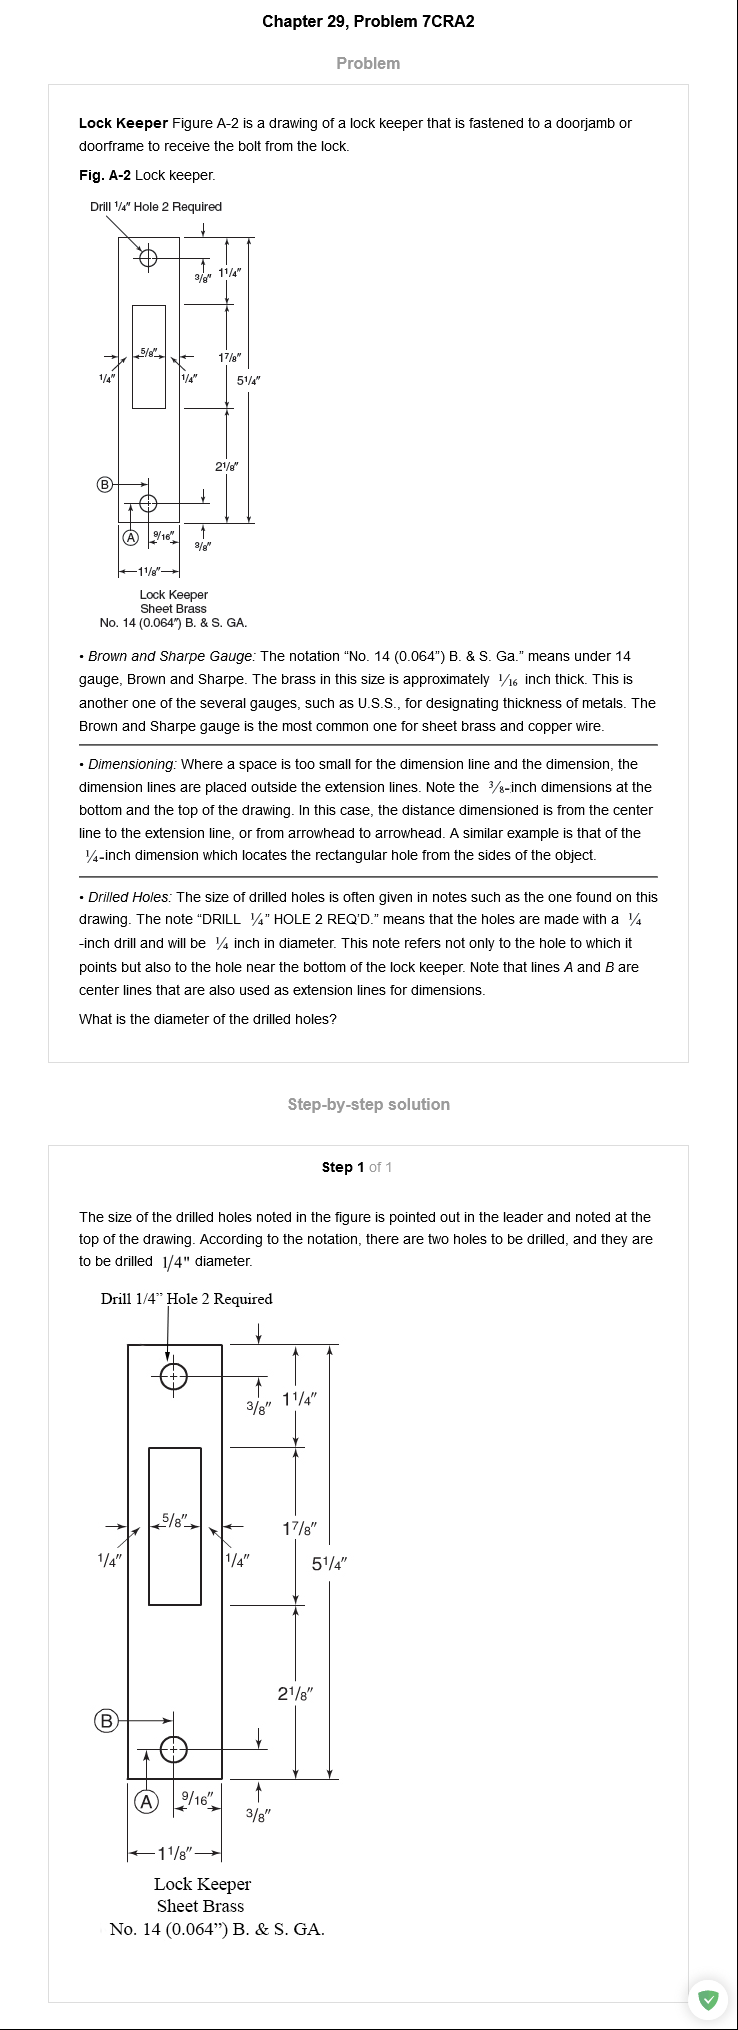 Chapter 29, Problem 7CRA2
Problem
Lock Keeper Figure A-2 is a drawing of a lock keeper that is fastened to a doorjamb or
doorframe to receive the bolt from the lock.
Fig. A-2 Lock keeper.
Drill 1/4" Hole 2 Required
3/8" 1 1/4"
5/8" 1 7/8"
1/4" 1/4" 5 1/4"
2 1/8"
B
A 9/16" 3/8"
1 1/8"
Lock Keeper
Sheet Brass
No. 14 (0.064") B. & S. GA.
• Brown and Sharpe Gauge: The notation “No. 14 (0.064”) B. & S. Ga.” means under 14
gauge, Brown and Sharpe. The brass in this size is approximately 1/16 inch thick. This is
another one of the several gauges, such as U.S.S., for designating thickness of metals. The
Brown and Sharpe gauge is the most common one for sheet brass and copper wire.
• Dimensioning: Where a space is too small for the dimension line and the dimension, the
dimension lines are placed outside the extension lines. Note the 3/8-inch dimensions at the
bottom and the top of the drawing. In this case, the distance dimensioned is from the center
line to the extension line, or from arrowhead to arrowhead. A similar example is that of the
1/4-inch dimension which locates the rectangular hole from the sides of the object.
• Drilled Holes: The size of drilled holes is often given in notes such as the one found on this
drawing. The note “DRILL 1/4” HOLE 2 REQ’D.” means that the holes are made with a 1/4
-inch drill and will be 1/4 inch in diameter. This note refers not only to the hole to which it
points but also to the hole near the bottom of the lock keeper. Note that lines A and B are
center lines that are also used as extension lines for dimensions.
What is the diameter of the drilled holes?
Step-by-step solution
Step 1 of 1
The size of the drilled holes noted in the figure is pointed out in the leader and noted at the
top of the drawing. According to the notation, there are two holes to be drilled, and they are
to be drilled 1/4" diameter.
Drill 1/4” Hole 2 Required
3/8" 1 1/4"
5/8" 1 7/8"
1/4" 1/4" 5 1/4"
2 1/8"
B
A 9/16" 3/8"
1 1/8"
Lock Keeper
Sheet Brass
No. 14 (0.064”) B. & S. GA.